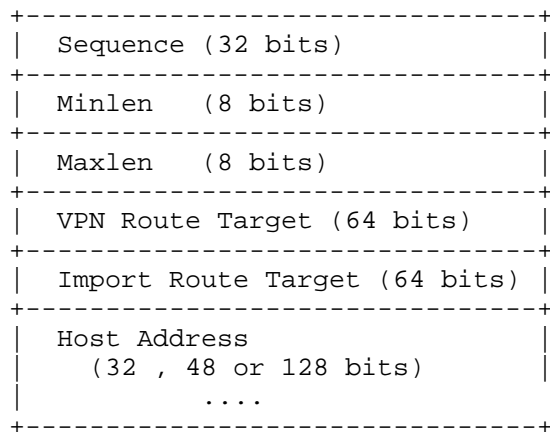 Sequence (32 bits)
Minlen (8 bits)
Maxlen (8 bits)
VPN Route Target (64 bits)
Import Route Target (64 bits)
Host Address
(32 , 48 or 128 bits)
....